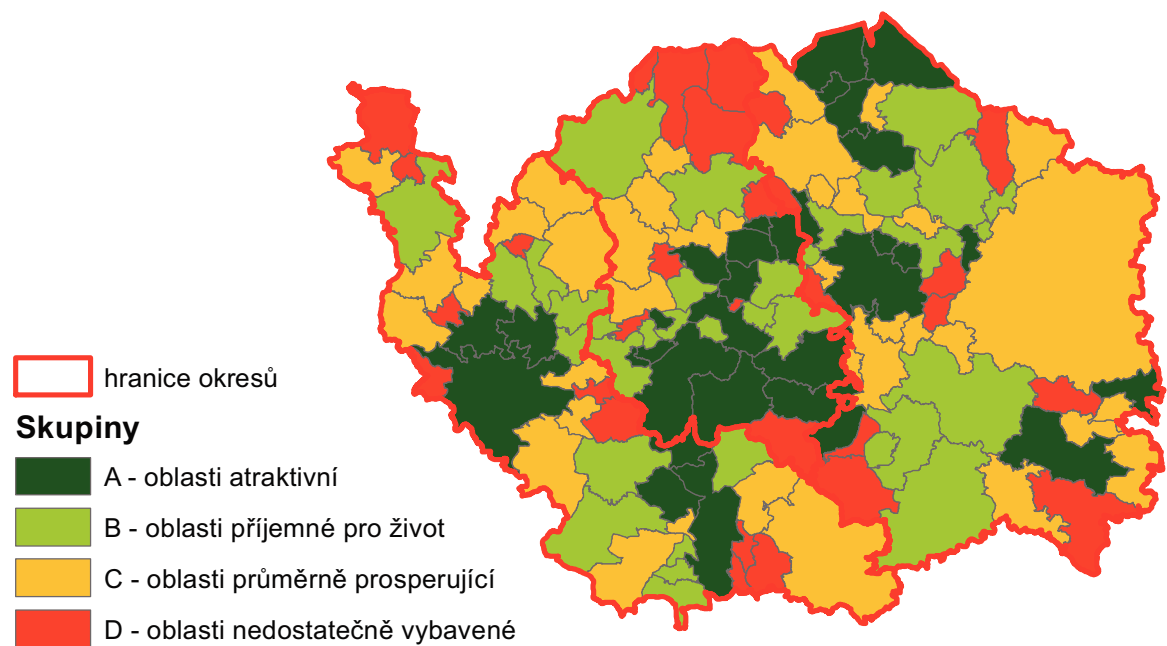 hranice okresů
Skupiny
A - oblasti atraktivní
B - oblasti příjemné pro život
C - oblasti průměrně prosperující
D - oblasti nedostatečně vybavené